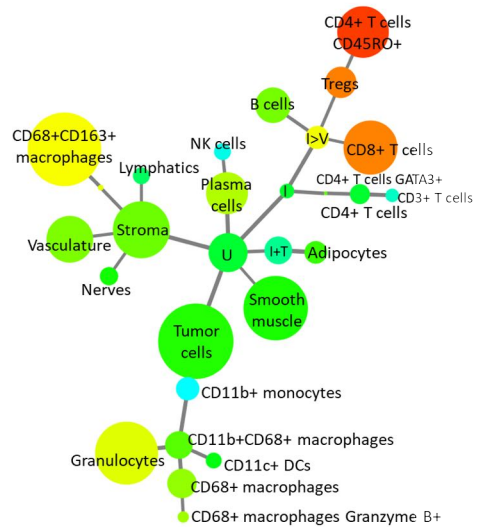 CD4+ T cells
CD45RO+
Tregs
B cells
I>V
CD8+ T cells
CD68+CD163+
macrophages
NK cells
Lymphatics
Plasma
cells
I
CD4+ T cells GATA3+
CD3+ T cells
CD4+ T cells
Stroma
Vasculature
U
I+T
Adipocytes
Nerves
Smooth
muscle
Tumor
cells
CD11b+ monocytes
CD11b+CD68+ macrophages
Granulocytes
CD11c+ DCs
CD68+ macrophages
CD68+ macrophages Granzyme B+